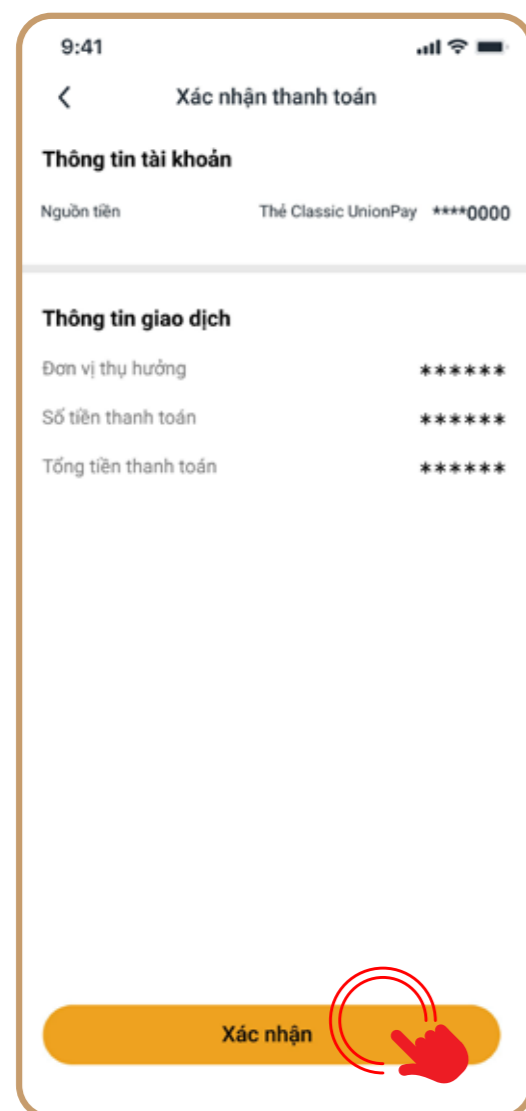 9:41
Xác nhận thanh toán
Thông tin tài khoản
Nguồn tiền Thẻ Classic UnionPay ****0000
Thông tin giao dịch
Đơn vị thụ hưởng ******
Số tiền thanh toán ******
Tổng tiền thanh toán ******
Xác nhận